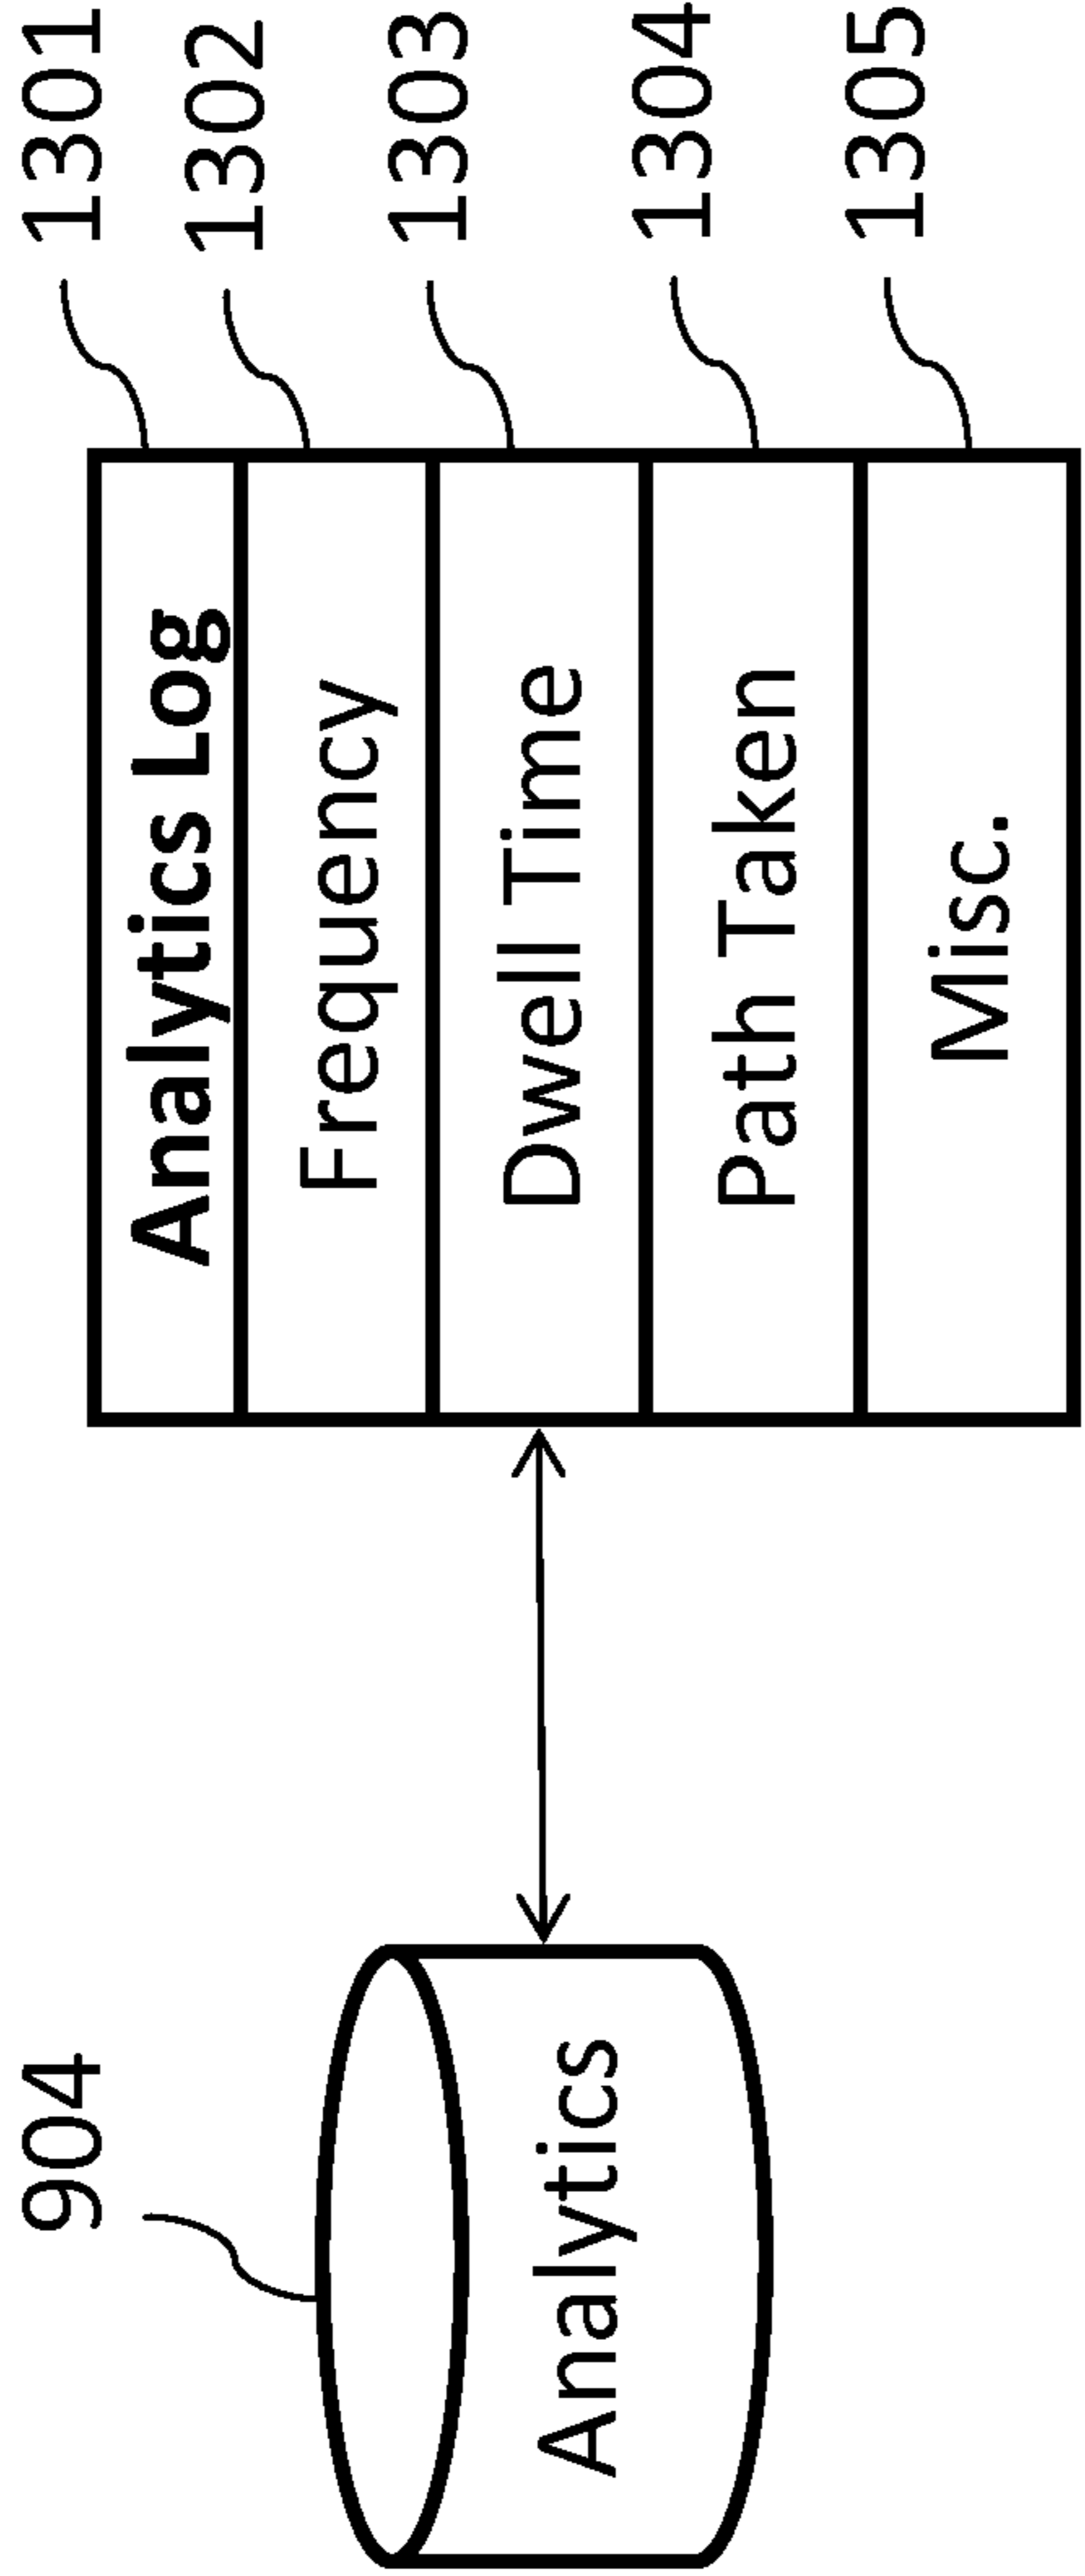 904
Analytics
Analytics Log
1301
Frequency
1302
Dwell Time
1303
Path Taken
1304
Misc.
1305